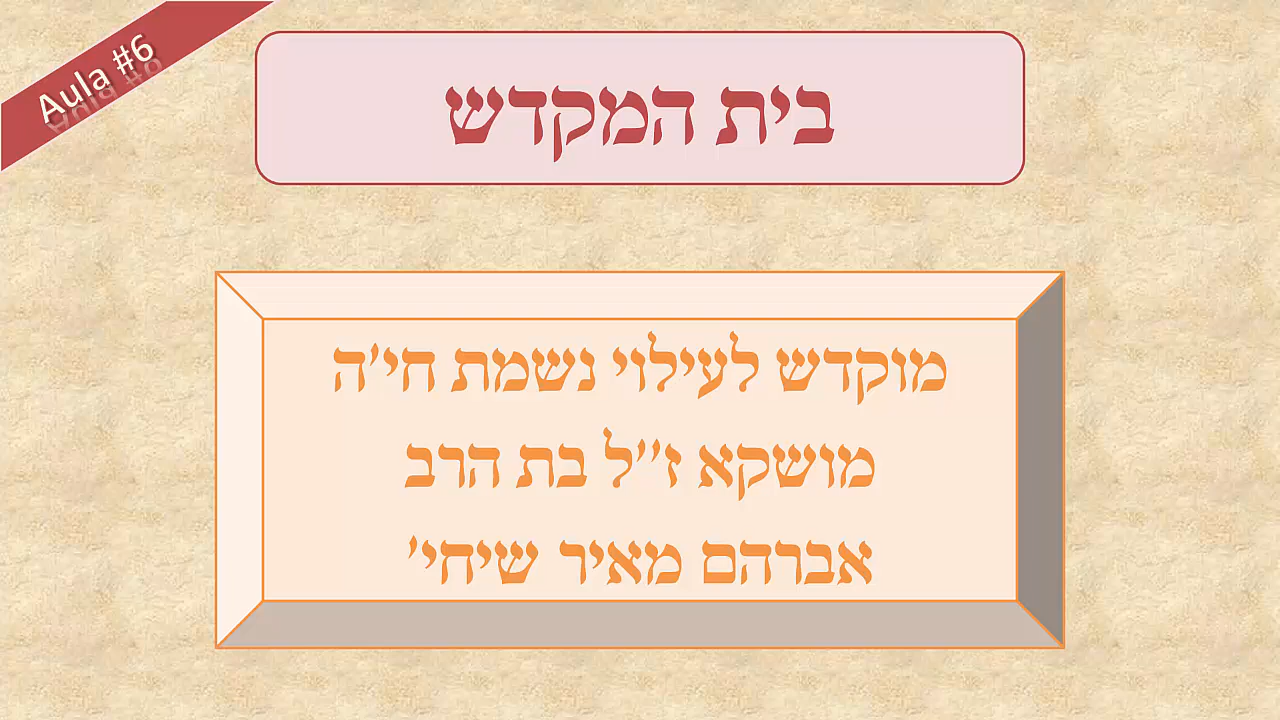 Aula #6
בית המקדש
מוקדש לעילוי נשמת חי'ה
מושקא ז''ל בת הרב
אברהם מאיר שיחי'